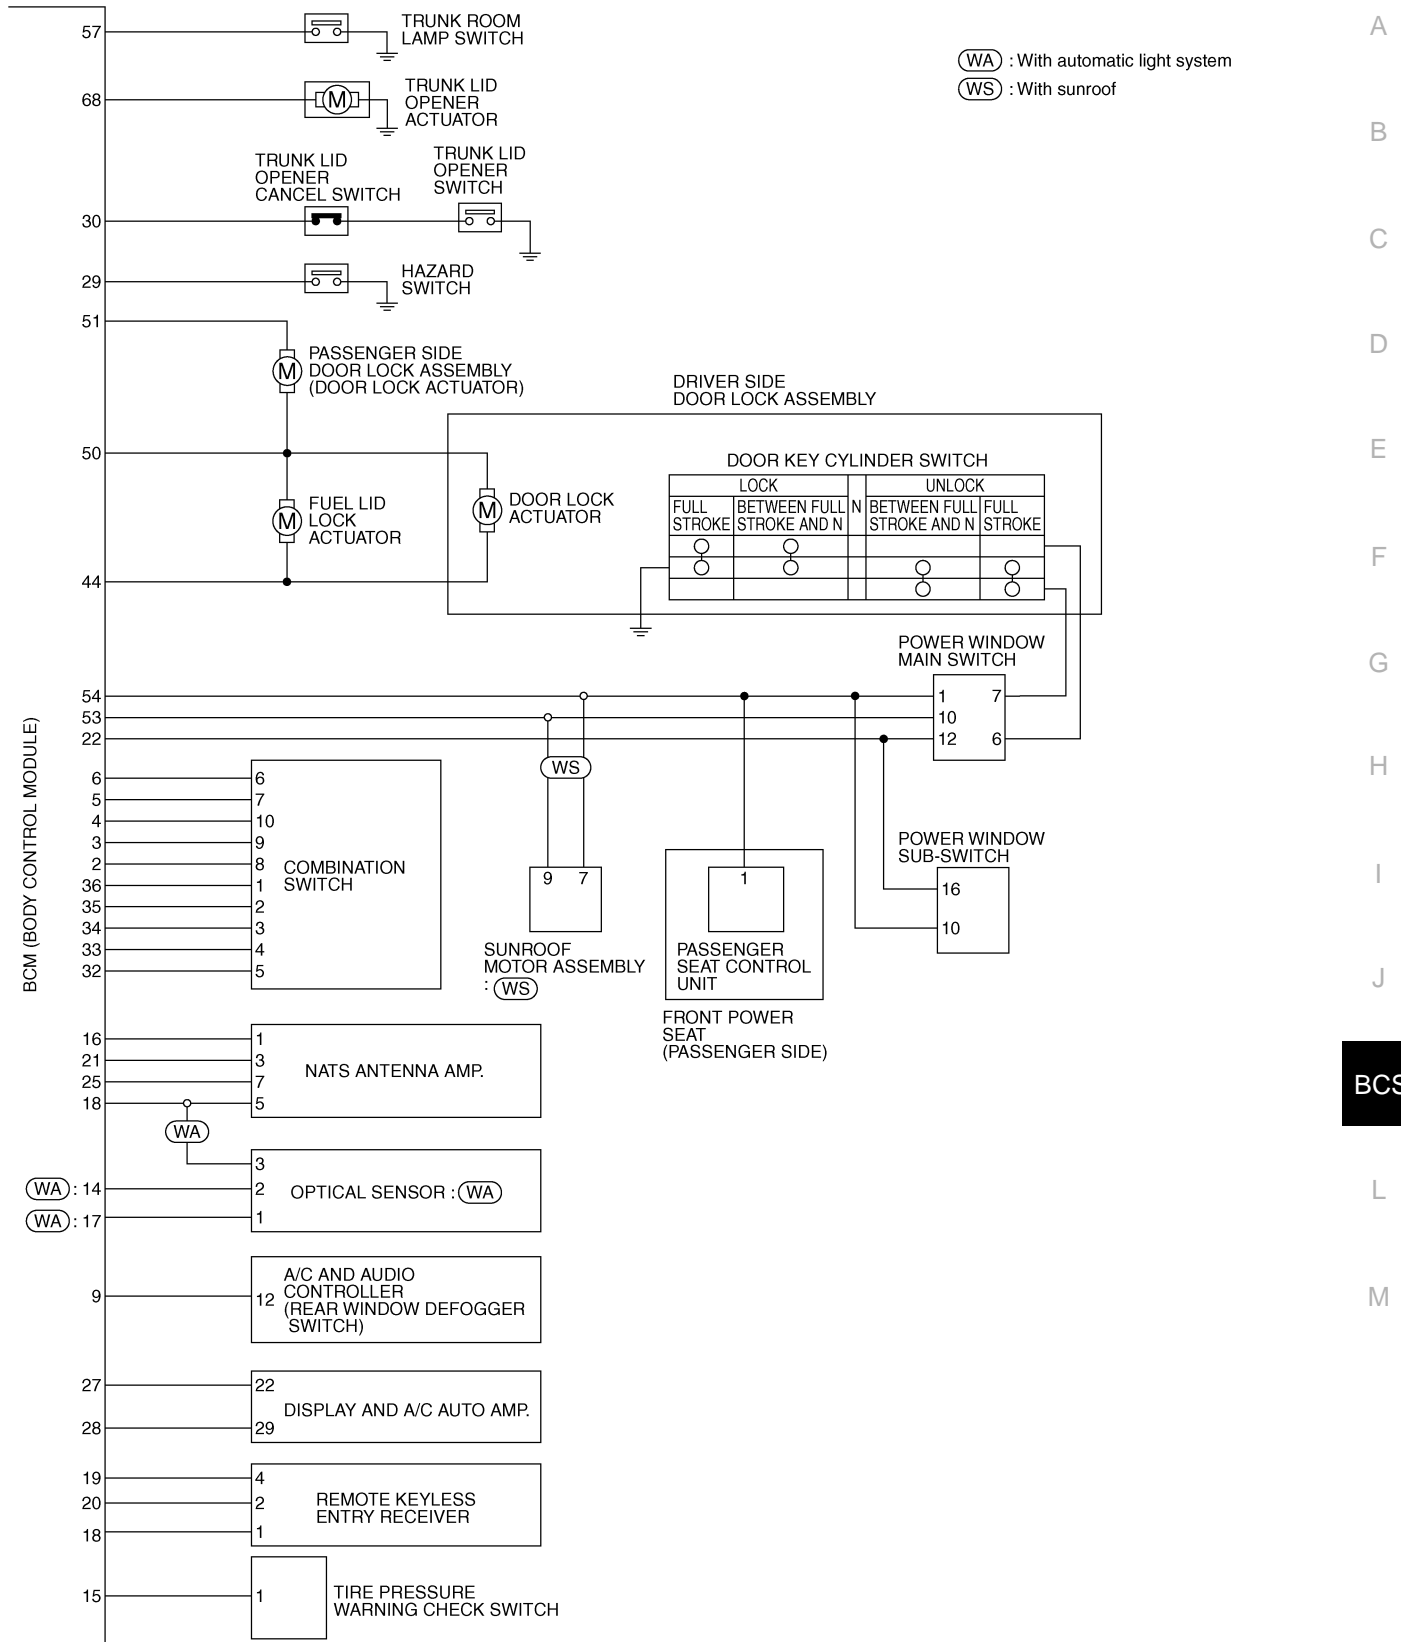 57
TRUNK ROOM
LAMP SWITCH
A
WA : With automatic light system
WS : With sunroof
68
M
TRUNK LID
OPENER
ACTUATOR
B
TRUNK LID
OPENER
CANCEL SWITCH
TRUNK LID
OPENER
SWITCH
30
C
29
HAZARD
SWITCH
51
D
M
PASSENGER SIDE
DOOR LOCK ASSEMBLY
(DOOR LOCK ACTUATOR)
DRIVER SIDE
DOOR LOCK ASSEMBLY
50
E
DOOR KEY CYLINDER SWITCH
LOCK
N
UNLOCK
FULL
STROKE
BETWEEN FULL
STROKE AND N
BETWEEN FULL
STROKE AND N
FULL
STROKE
M
FUEL LID
LOCK
ACTUATOR
M
DOOR LOCK
ACTUATOR
F
44
POWER WINDOW
MAIN SWITCH
G
54
1
7
53
10
22
12
6
BCM (BODY CONTROL MODULE)
WS
H
6
6
5
7
4
10
3
9
2
8
36
1
35
2
34
3
33
4
32
5
COMBINATION
SWITCH
9
7
SUNROOF
MOTOR ASSEMBLY
: WS
1
PASSENGER
SEAT CONTROL
UNIT
FRONT POWER
SEAT
(PASSENGER SIDE)
POWER WINDOW
SUB-SWITCH
16
10
I
J
16
1
21
3
25
7
18
5
NATS ANTENNA AMP.
BCS
WA
3
WA : 14
2
WA : 17
1
OPTICAL SENSOR : WA
L
9
12
A/C AND AUDIO
CONTROLLER
(REAR WINDOW DEFOGGER
SWITCH)
M
27
22
28
29
DISPLAY AND A/C AUTO AMP.
19
4
20
2
18
1
REMOTE KEYLESS
ENTRY RECEIVER
15
1
TIRE PRESSURE
WARNING CHECK SWITCH